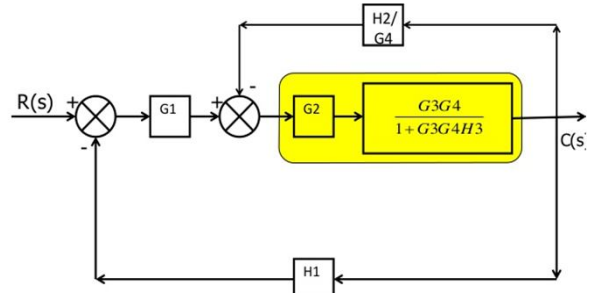 H2/
G4
-
R(s)
+
G1
+
G2
G3G4
1+G3G4H3
-
C(s)
H1